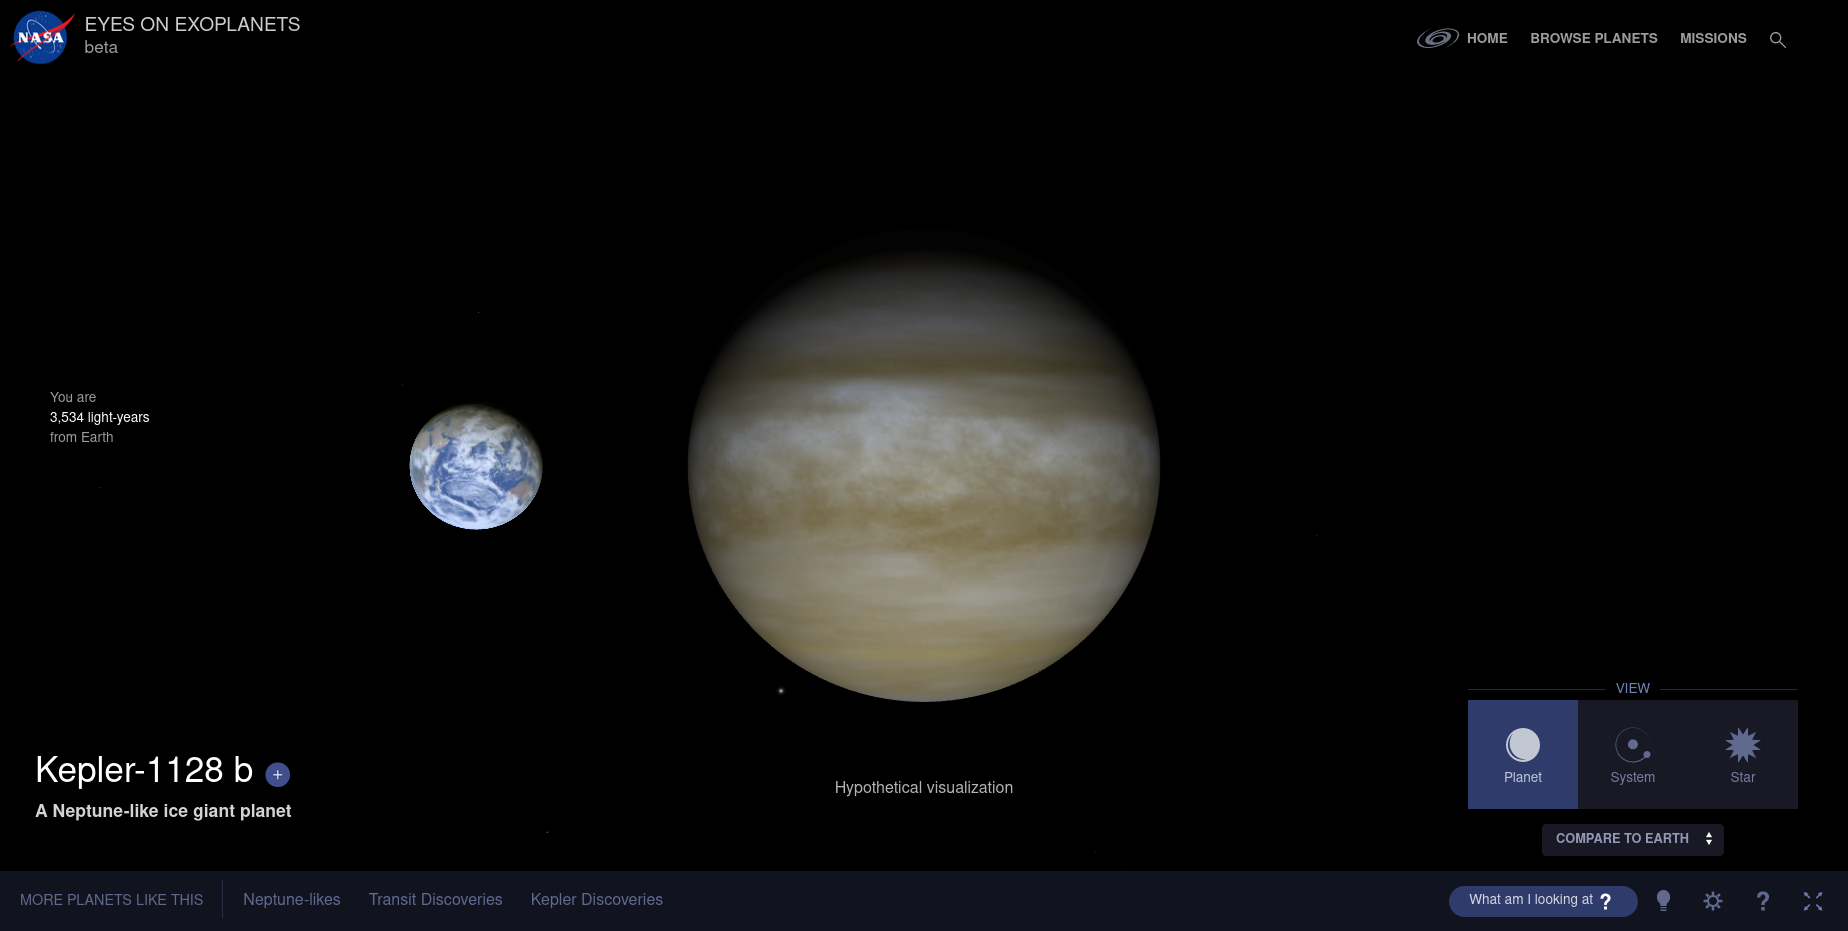 NASA
EYES ON EXOPLANETS
beta
HOME
BROWSE PLANETS
MISSIONS
You are
3,534 light-years
from Earth
Kepler-1128 b +
A Neptune-like ice giant planet
Hypothetical visualization
VIEW
Planet
System
Star
COMPARE TO EARTH
MORE PLANETS LIKE THIS
Neptune-likes
Transit Discoveries
Kepler Discoveries
What am I looking at ?
?